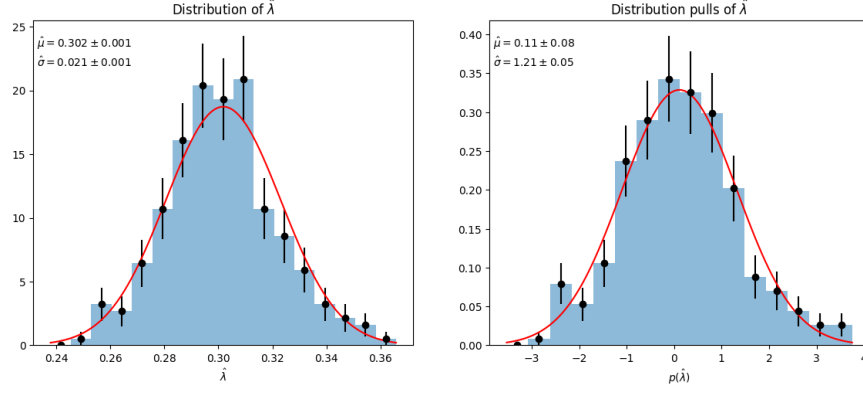 Distribution of λ̂
μ̂ = 0.302 ± 0.001
σ̂ = 0.021 ± 0.001
25
20
15
10
5
0
0.24 0.26 0.28 0.30 0.32 0.34 0.36
λ̂
Distribution pulls of λ̂
μ̂ = 0.11 ± 0.08
σ̂ = 1.21 ± 0.05
0.40
0.35
0.30
0.25
0.20
0.15
0.10
0.05
0.00
−3 −2 −1 0 1 2 3 4
p(λ̂)